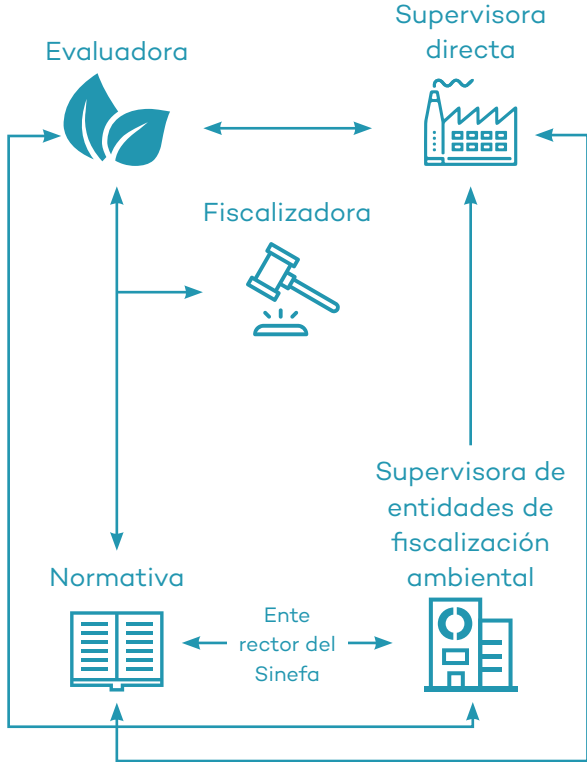 Evaluadora
Supervisora
directa
Fiscalizadora
Supervisora de
entidades de
fiscalización
ambiental
Normativa
Ente
rector del
Sinefa